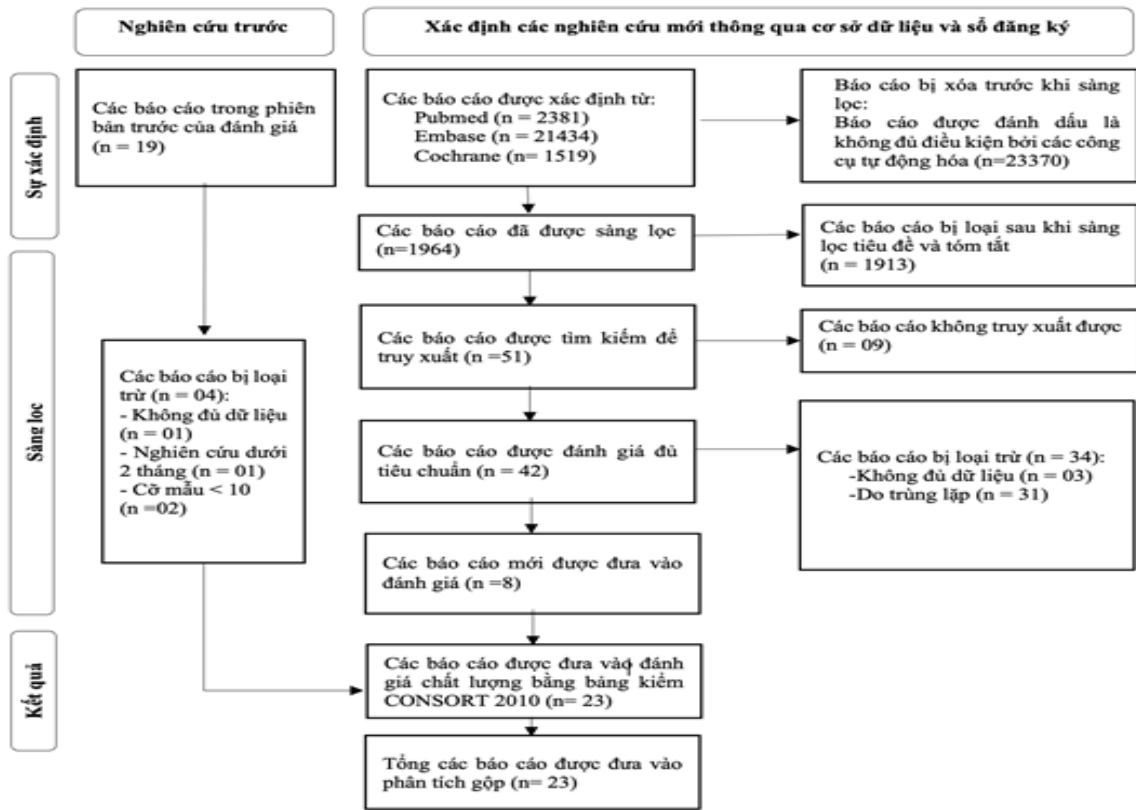 Nghiên cứu trước
Xác định các nghiên cứu mới thông qua cơ sở dữ liệu và sổ đăng ký
Sự xác định
Các báo cáo trong phiên
bản trước của đánh giá
(n = 19)
Các báo cáo được xác định từ:
Pubmed (n = 2381)
Embase (n = 21434)
Cochrane (n= 1519)
Báo cáo bị xóa trước khi sàng
lọc:
Báo cáo được đánh dấu là
không đủ điều kiện bởi các công
cụ tự động hóa (n=23370)
Các báo cáo đã được sàng lọc
(n=1964)
Các báo cáo bị loại sau khi sàng
lọc tiêu đề và tóm tắt
(n = 1913)
Sàng loc
Các báo cáo được tìm kiếm để
truy xuất (n =51)
Các báo cáo không truy xuất được
(n = 09)
Các báo cáo bị loại
trừ (n = 04):
- Không đủ dữ liệu
(n = 01)
- Nghiên cứu dưới
2 tháng (n = 01)
- Cỡ mẫu < 10
(n =02)
Các báo cáo được đánh giá đủ
tiêu chuẩn (n = 42)
Các báo cáo bị loại trừ (n = 34):
-Không đủ dữ liệu (n = 03)
-Do trùng lặp (n = 31)
Các báo cáo mới được đưa vào
đánh giá (n =8)
Kết quả
Các báo cáo được đưa vào đánh
giá chất lượng bằng bảng kiểm
CONSORT 2010 (n= 23)
Tổng các báo cáo được đưa vào
phân tích gộp (n= 23)